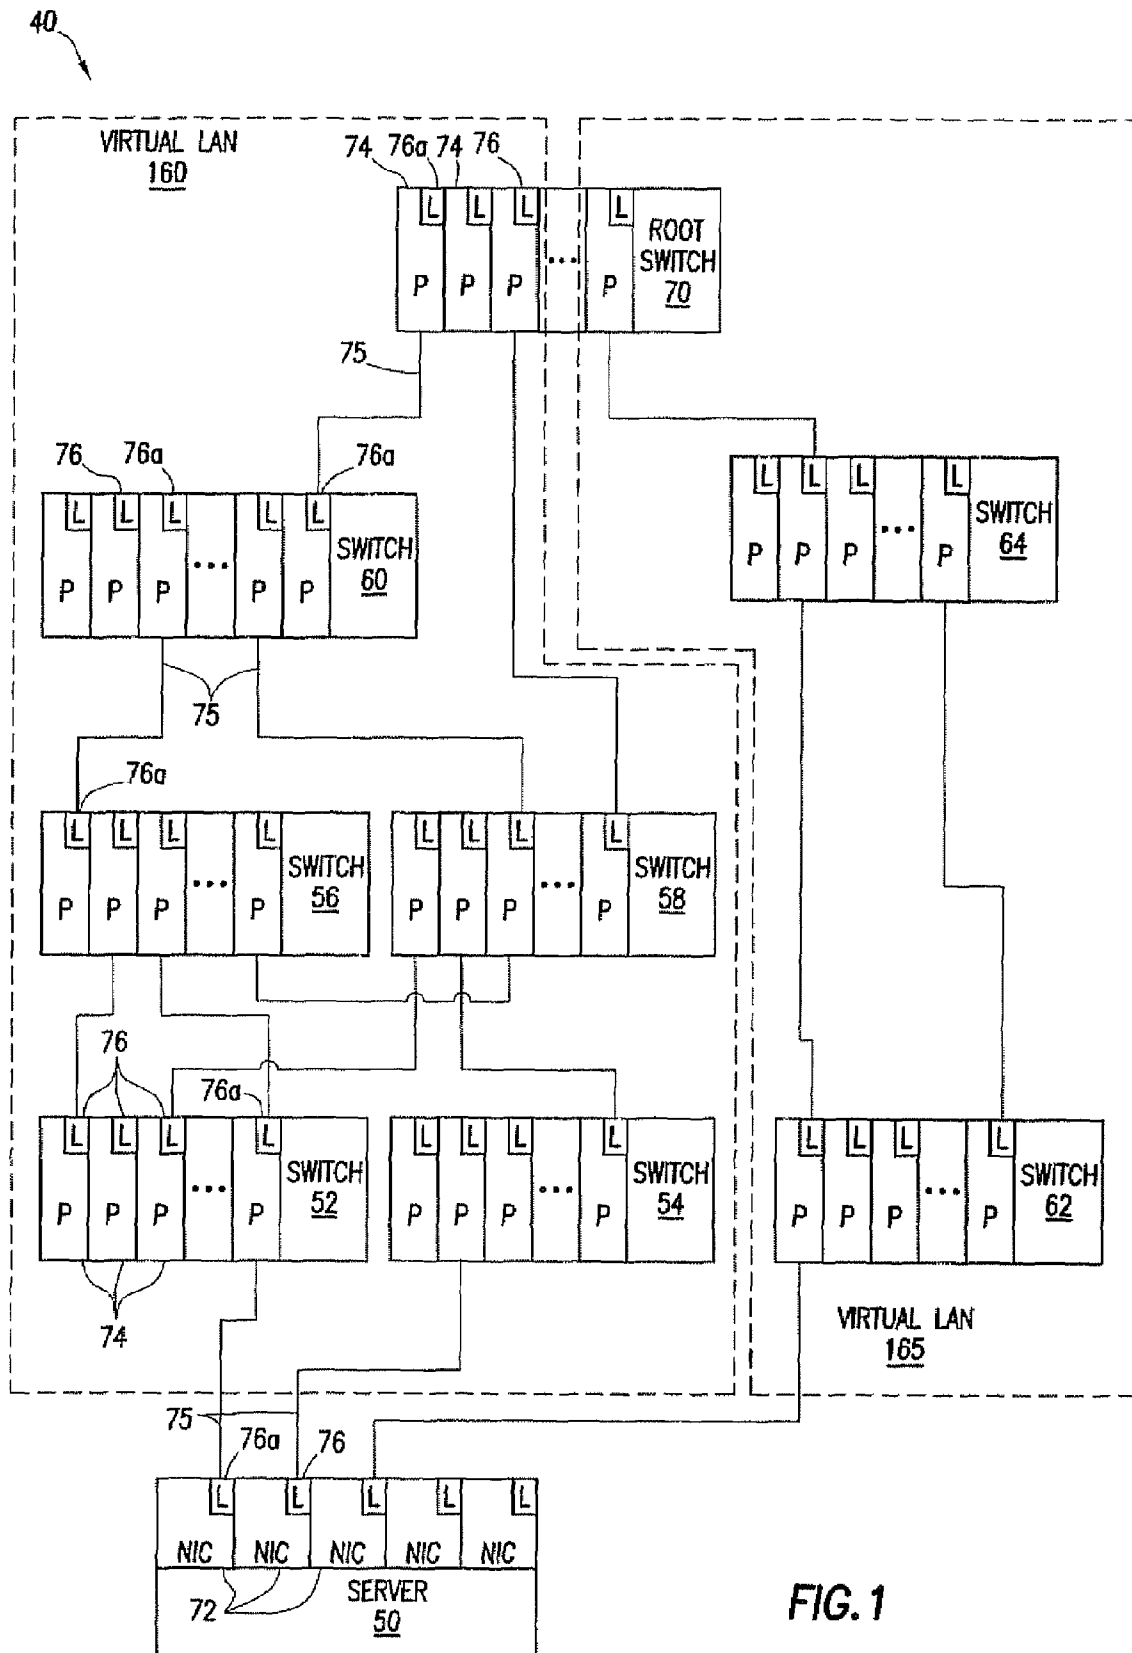 40
VIRTUAL LAN
160
74 76a 74 76
L L L L
ROOT
SWITCH
70
P P P ... P
75
76 76a 76a
L L L L L
SWITCH
60
P P P ... P P
L L L L
SWITCH
64
P P P ... P
75
76a
L L L L
SWITCH
56
P P P ... P
L L L L
SWITCH
58
P P P ... P
76
76a
L L L L
SWITCH
52
P P P ... P
L L L L
SWITCH
54
P P P ... P
L L L L
SWITCH
62
P P P ... P
74
VIRTUAL LAN
165
75
76a 76
L L L L L
NIC NIC NIC NIC NIC
72
SERVER
50
FIG. 1